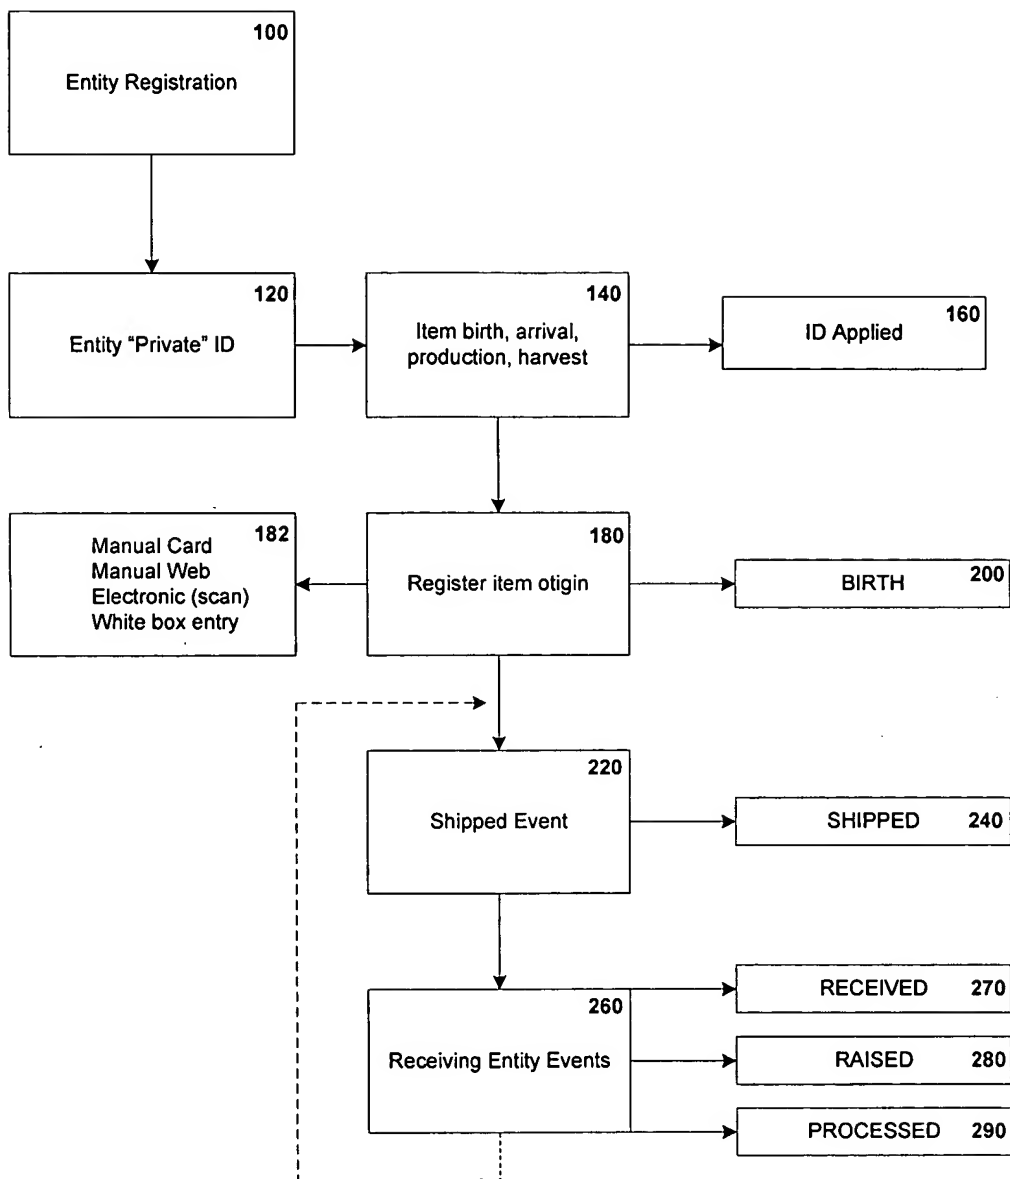 100
Entity Registration
120
Entity “Private” ID
140
Item birth, arrival,
production, harvest
160
ID Applied
182
Manual Card
Manual Web
Electronic (scan)
White box entry
180
Register item otigin
200
BIRTH
220
Shipped Event
SHIPPED 240
260
Receiving Entity Events
RECEIVED 270
RAISED 280
PROCESSED 290